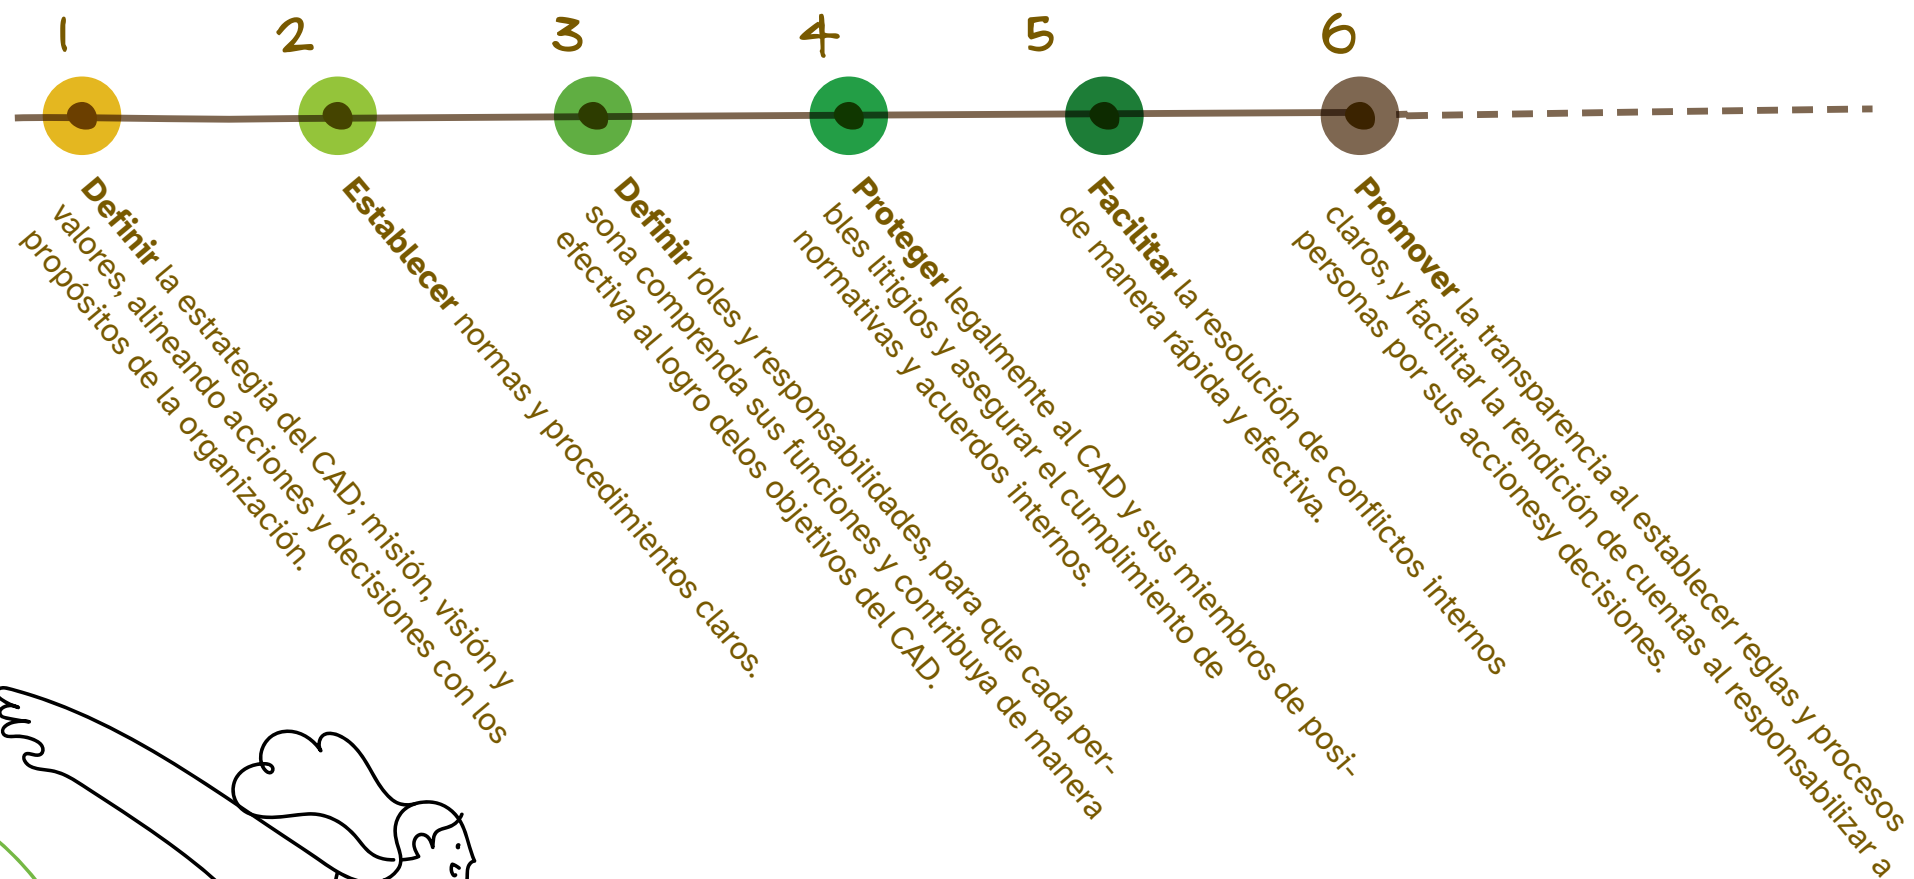 1
Definir la estrategia del CAD; misión, visión y
valores, alineando acciones y decisiones con los
propósitos de la organización.
2
Establecer normas y procedimientos claros.
3
Definir roles y responsabilidades, para que cada per-
sona comprenda sus funciones y contribuya de manera
efectiva al logro delos objetivos del CAD.
4
Proteger legalmente al CAD y sus miembros de posi-
bles litigios y asegurar el cumplimiento de
normativas y acuerdos internos.
5
Facilitar la resolución de conflictos internos
de manera rápida y efectiva.
6
Promover la transparencia al establecer reglas y procesos
claros, y facilitar la rendición de cuentas al responsabilizar a
personas por sus accionesy decisiones.